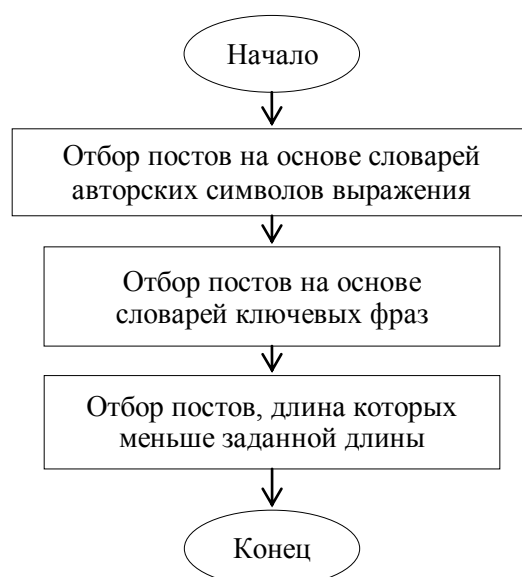 Начало
Отбор постов на основе словарей
авторских символов выражения
Отбор постов на основе
словарей ключевых фраз
Отбор постов, длина которых
меньше заданной длины
Конец